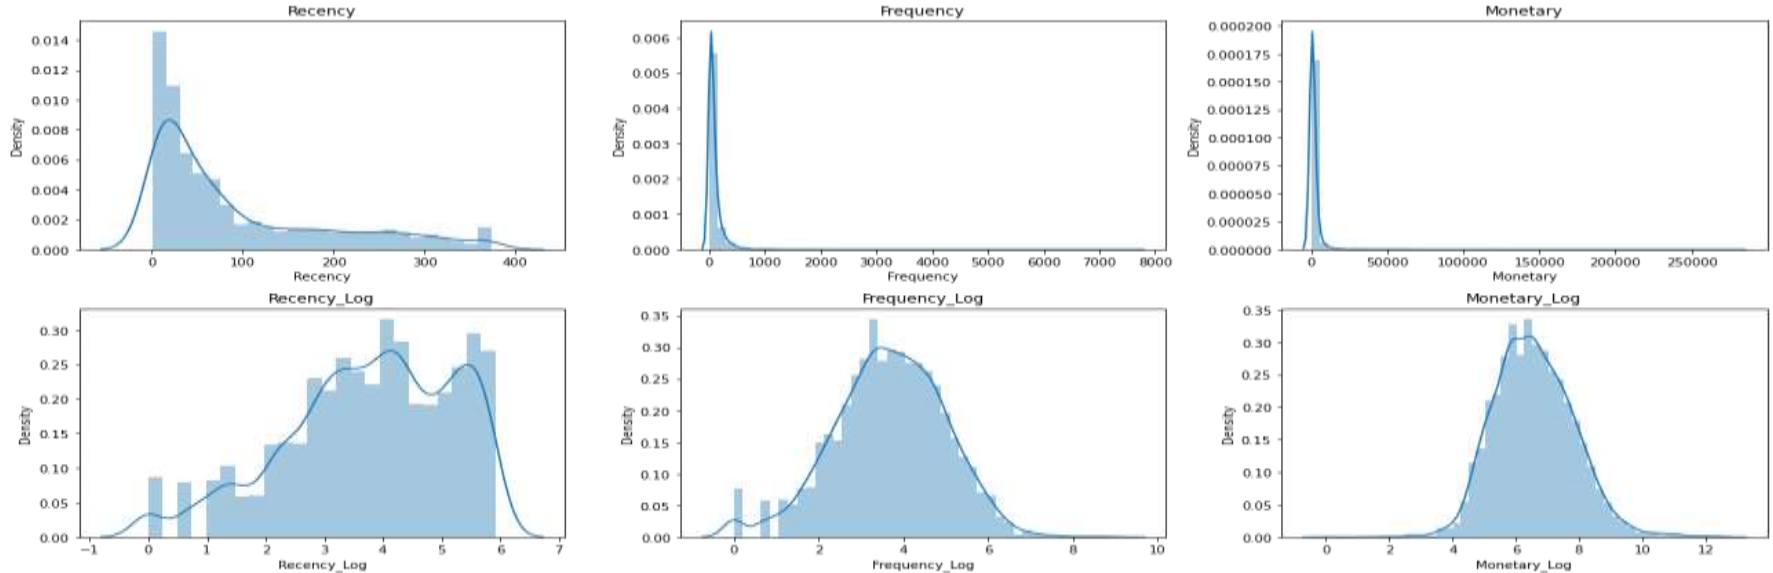 Recency
0.014
0.012
0.010
0.008
0.006
0.004
0.002
0.000
Density
0 100 200 300 400
Recency
Frequency
0.006
0.005
0.004
0.003
0.002
0.001
0.000
Density
0 1000 2000 3000 4000 5000 6000 7000 8000
Frequency
Monetary
0.000200
0.000175
0.000150
0.000125
0.000100
0.000075
0.000050
0.000025
0.000000
Density
0 50000 100000 150000 200000 250000
Monetary
Recency_Log
0.30
0.25
0.20
0.15
0.10
0.05
0.00
Density
−1 0 1 2 3 4 5 6 7
Recency_Log
Frequency_Log
0.35
0.30
0.25
0.20
0.15
0.10
0.05
0.00
Density
0 2 4 6 8 10
Frequency_Log
Monetary_Log
0.35
0.30
0.25
0.20
0.15
0.10
0.05
0.00
Density
0 2 4 6 8 10 12
Monetary_Log